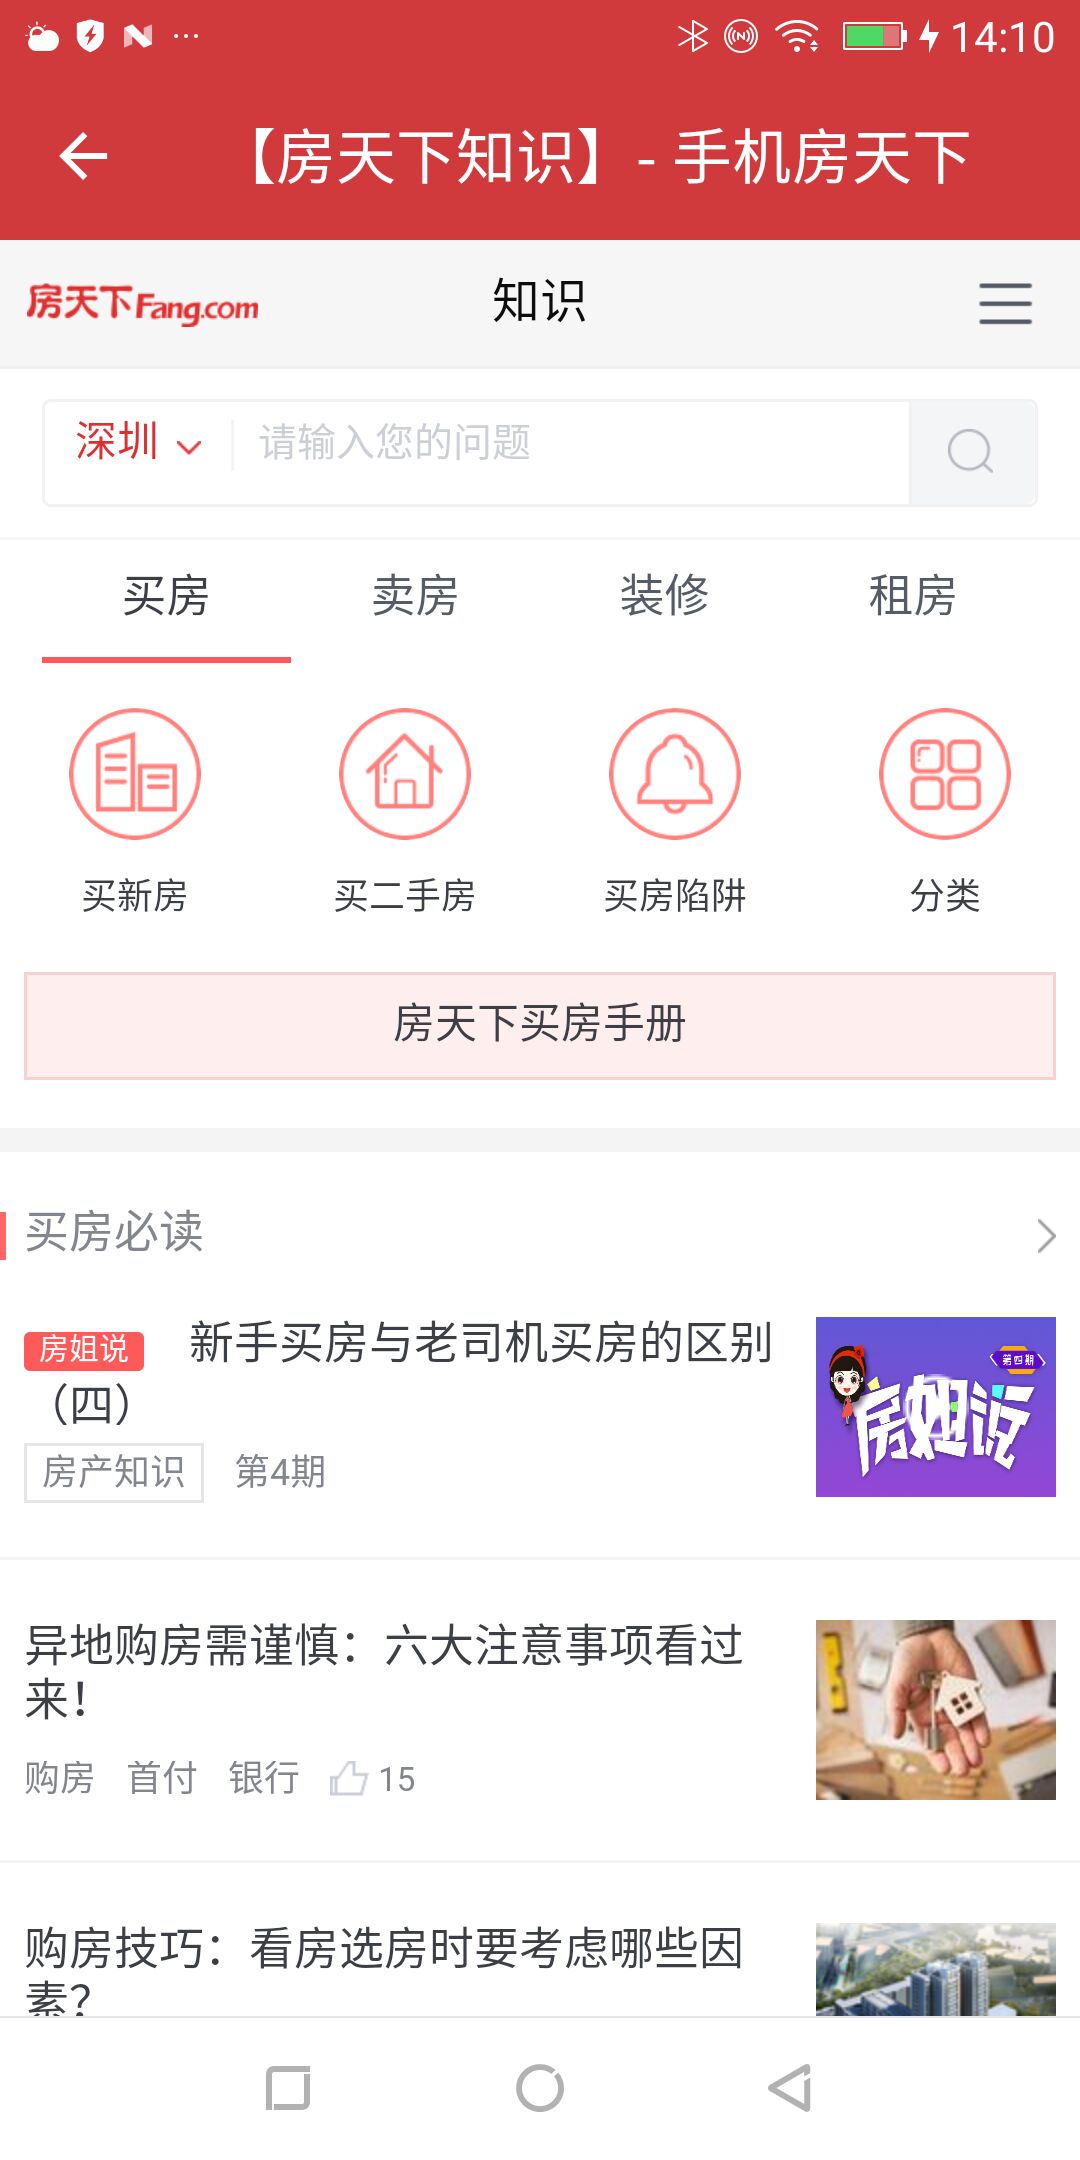 14:10
【房天下知识】 - 手机房天下
房天下Fang.com
知识
深圳 请输入您的问题
买房 卖房 装修 租房
买新房 买二手房 买房陷阱 分类
房天下买房手册
买房必读
房姐说 新手买房与老司机买房的区别
（四）
房产知识 第4期
第四期
房姐说
异地购房需谨慎：六大注意事项看过
来！
购房 首付 银行 15
购房技巧：看房选房时要考虑哪些因
素？